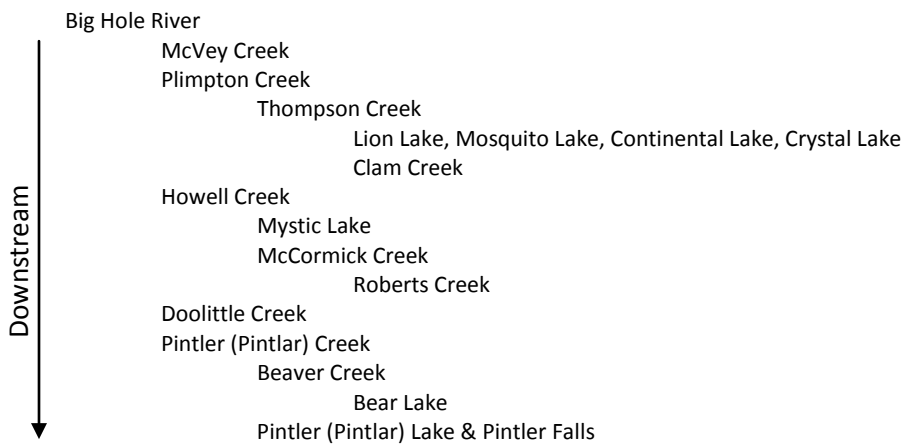 Big Hole River
McVey Creek
Plimpton Creek
Thompson Creek
Lion Lake, Mosquito Lake, Continental Lake, Crystal Lake
Clam Creek
Howell Creek
Mystic Lake
McCormick Creek
Roberts Creek
Doolittle Creek
Pintler (Pintlar) Creek
Beaver Creek
Bear Lake
Pintler (Pintlar) Lake & Pintler Falls
Downstream